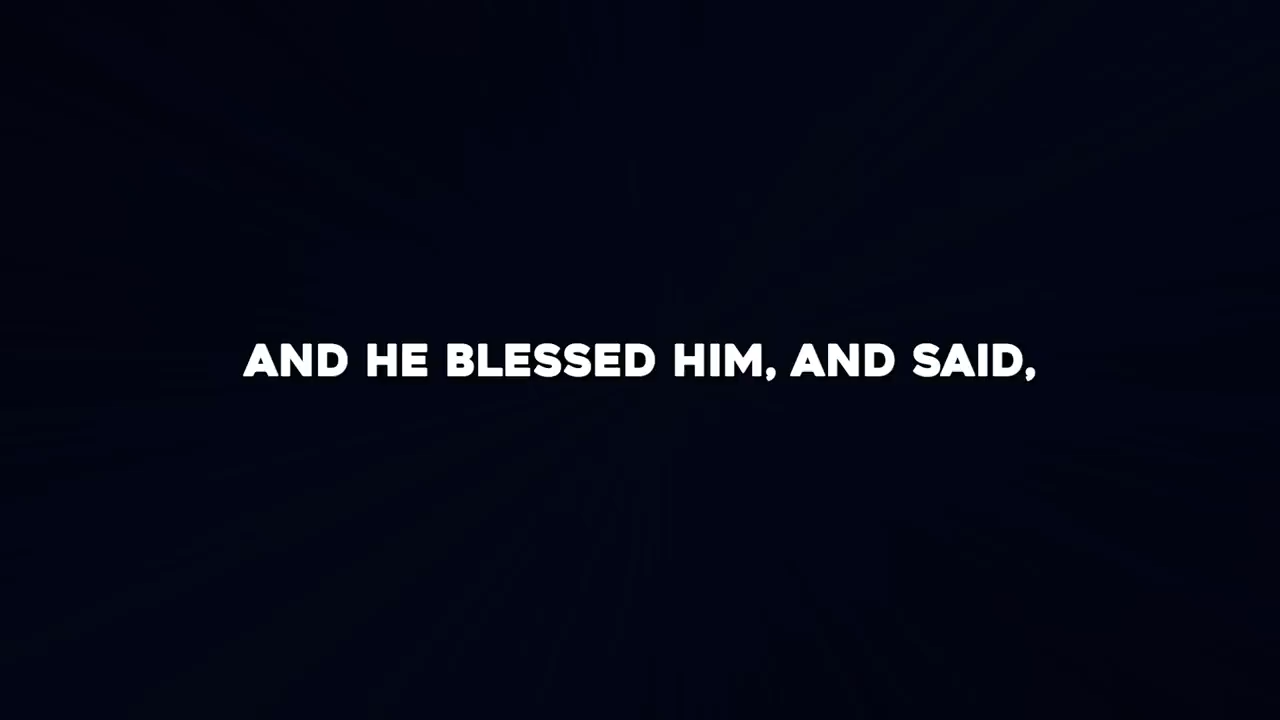 AND HE BLESSED HIM, AND SAID,